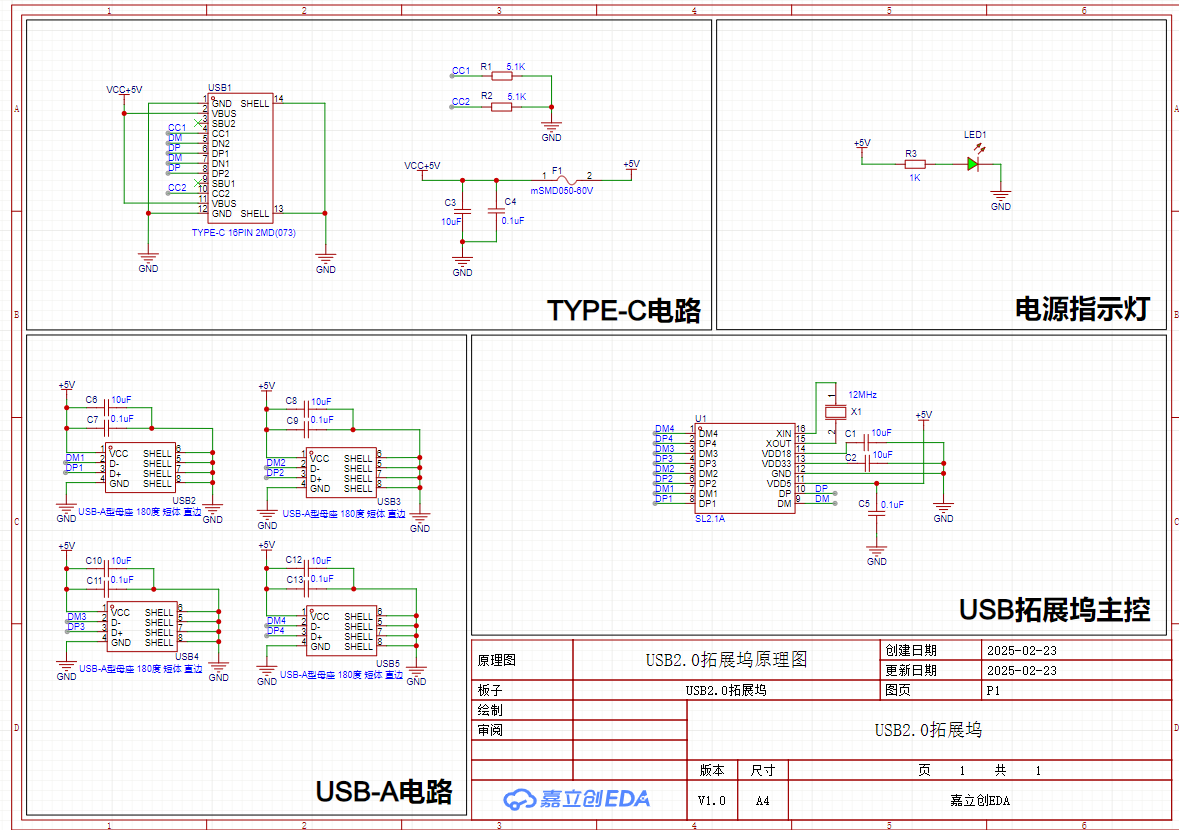 1 2 3 4 5 6
A
B
C
D
VCC+5V
USB1
1 GND SHELL 14
2 VBUS
3 SBU2
CC1 4 CC1
DM 5 DN2
DP 6 DP1
DM 7 DN1
DP 8 DP2
9 SBU1
CC2 10 CC2
11 VBUS
12 GND SHELL 13
TYPE-C 16PIN 2MD(073)
GND
GND
CC1 R1 5.1K
CC2 R2 5.1K
GND
VCC+5V
1 F1 2
+5V
mSMD050-60V
C3
10uF
C4
0.1uF
GND
TYPE-C电路
+5V
R3
1K
LED1
GND
电源指示灯
+5V
C6 10uF
C7 0.1uF
1 VCC SHELL 6
DM1 2 D- SHELL 5
DP1 3 D+ SHELL 7
4 GND SHELL 8
USB2
GND
USB-A型母座 180度 短体 直边
GND
+5V
C8 10uF
C9 0.1uF
1 VCC SHELL 6
DM2 2 D- SHELL 5
DP2 3 D+ SHELL 7
4 GND SHELL 8
USB3
GND
USB-A型母座 180度 短体 直边
GND
+5V
C10 10uF
C11 0.1uF
1 VCC SHELL 6
DM3 2 D- SHELL 5
DP3 3 D+ SHELL 7
4 GND SHELL 8
USB4
GND
USB-A型母座 180度 短体 直边
GND
+5V
C12 10uF
C13 0.1uF
1 VCC SHELL 6
DM4 2 D- SHELL 5
DP4 3 D+ SHELL 7
4 GND SHELL 8
USB5
GND
USB-A型母座 180度 短体 直边
GND
USB-A电路
U1
DM4 1 DM4 XIN 16
DP4 2 DP4 XOUT 15
DM3 3 DM3 VDD18 14
DP3 4 DP3 VDD33 13
DM2 5 DM2 GND 12
DP2 6 DP2 VDD5 11
DM1 7 DM1 DP 10 DP
DP1 8 DP1 DM 9 DM
SL2.1A
12MHz
1
X1
2
C1 10uF
C2 10uF
+5V
GND
C5 0.1uF
GND
USB拓展坞主控
原理图 USB2.0拓展坞原理图 创建日期 2025-02-23
更新日期 2025-02-23
板子 USB2.0拓展坞 图页 P1
绘制
审阅
USB2.0拓展坞
版本 尺寸 页 1 共 1
嘉立创EDA V1.0 A4 嘉立创EDA
A
B
C
D
1 2 3 4 5 6